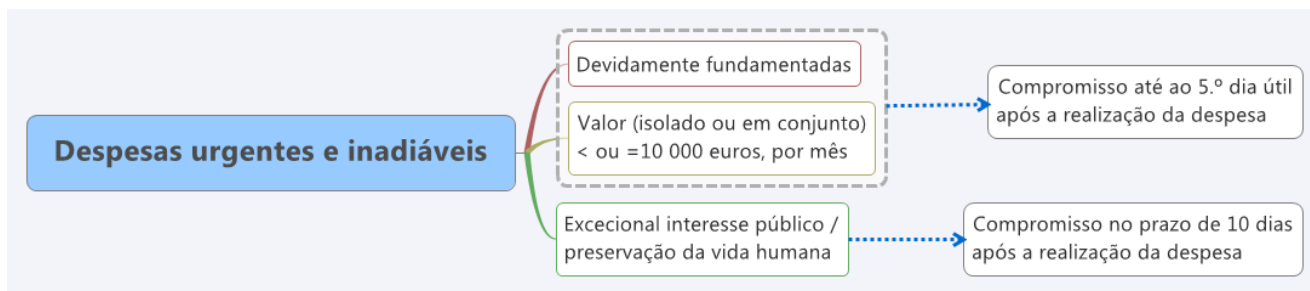 Despesas urgentes e inadiáveis
Devidamente fundamentadas
Valor (isolado ou em conjunto)
< ou =10 000 euros, por mês
Compromisso até ao 5.º dia útil
após a realização da despesa
Excecional interesse público /
preservação da vida humana
Compromisso no prazo de 10 dias
após a realização da despesa